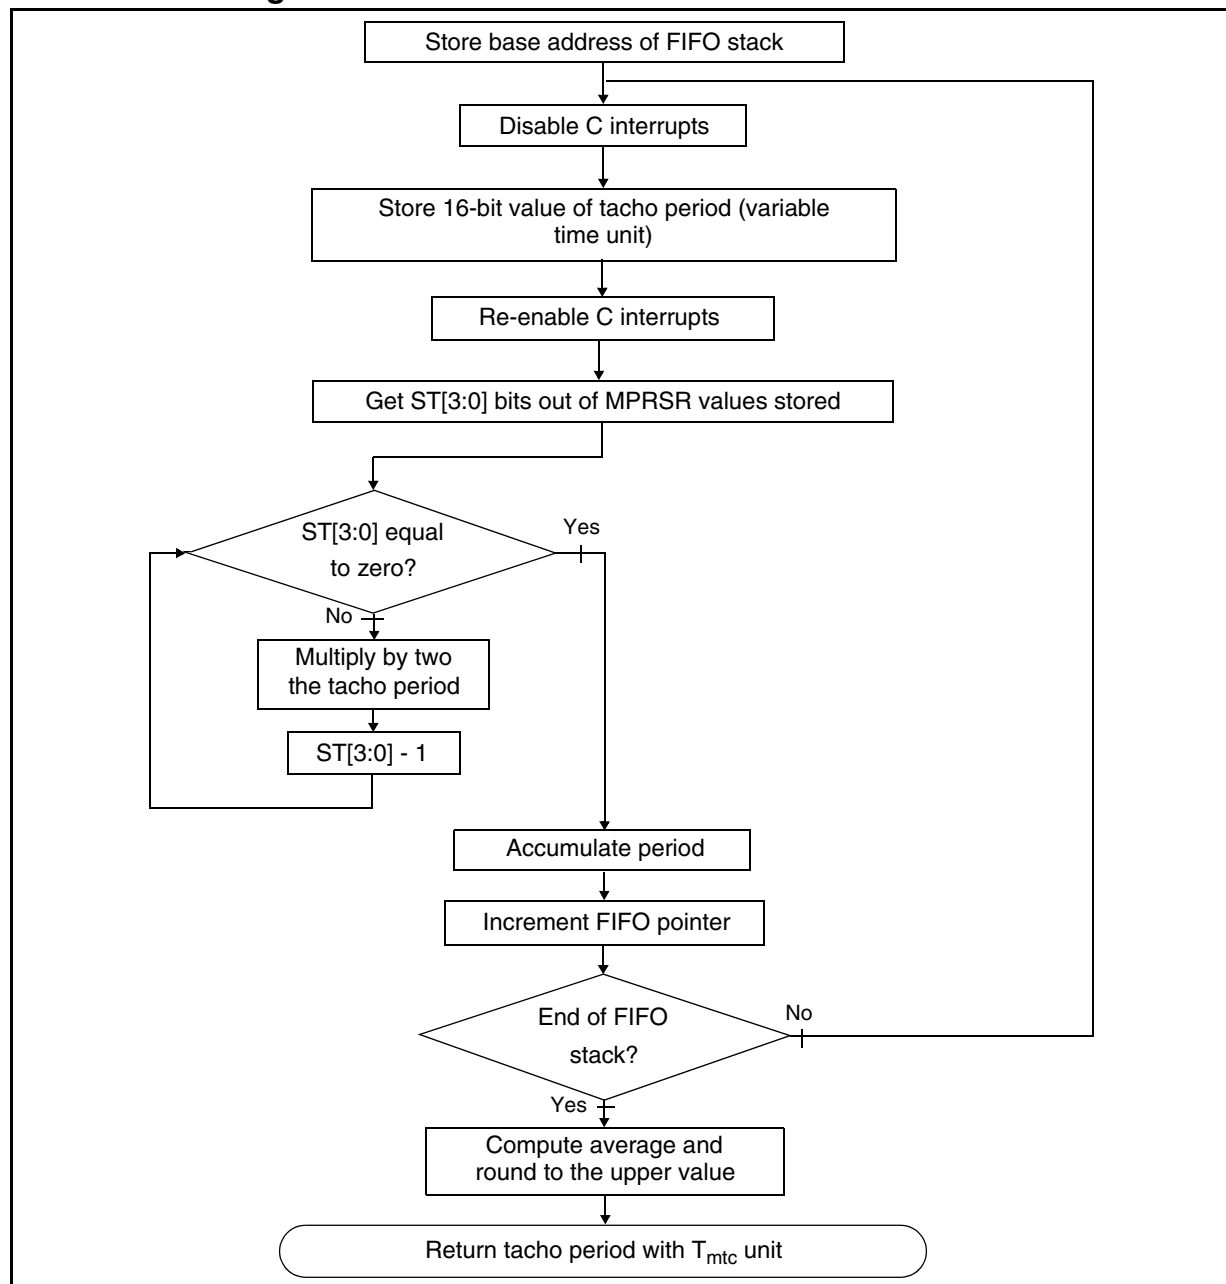 Store base address of FIFO stack
Disable C interrupts
Store 16-bit value of tacho period (variable
time unit)
Re-enable C interrupts
Get ST[3:0] bits out of MPRSR values stored
ST[3:0] equal
to zero?
Yes
No
Multiply by two
the tacho period
ST[3:0] - 1
Accumulate period
Increment FIFO pointer
End of FIFO
stack?
No
Yes
Compute average and
round to the upper value
Return tacho period with Tmtc unit